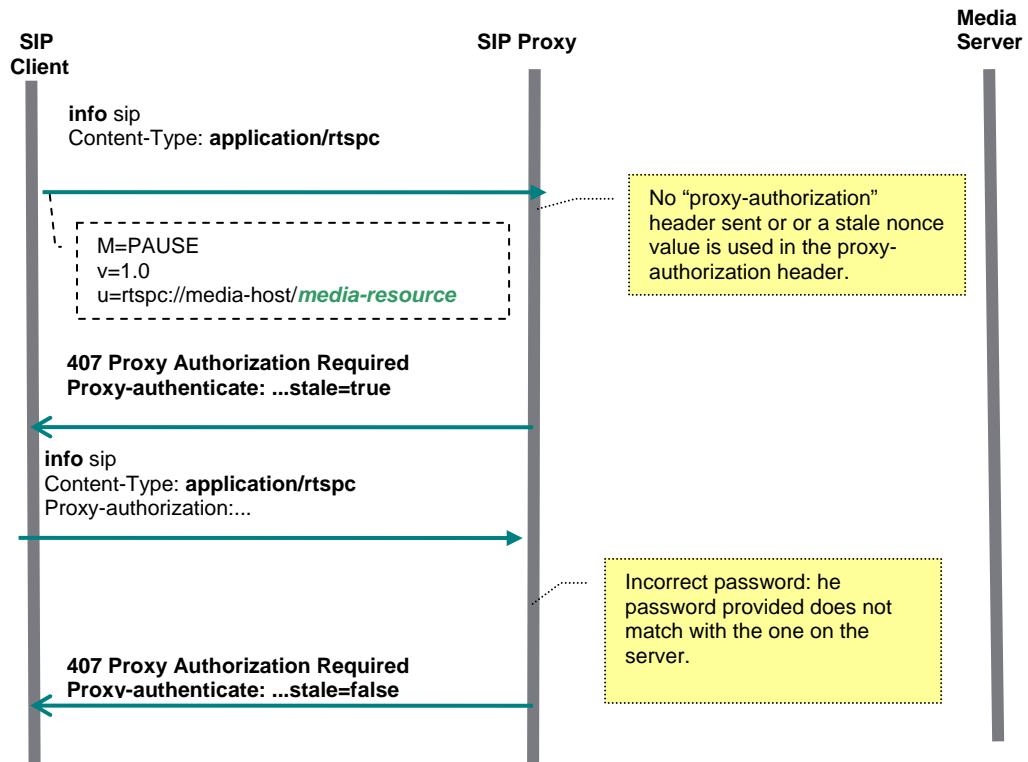 SIP
Client
SIP Proxy
Media
Server
info sip
Content-Type: application/rtspc
No “proxy-authorization”
header sent or or a stale nonce
value is used in the proxy-
authorization header.
M=PAUSE
v=1.0
u=rtspc://media-host/media-resource
407 Proxy Authorization Required
Proxy-authenticate: ...stale=true
info sip
Content-Type: application/rtspc
Proxy-authorization:...
Incorrect password: he
password provided does not
match with the one on the
server.
407 Proxy Authorization Required
Proxy-authenticate: ...stale=false